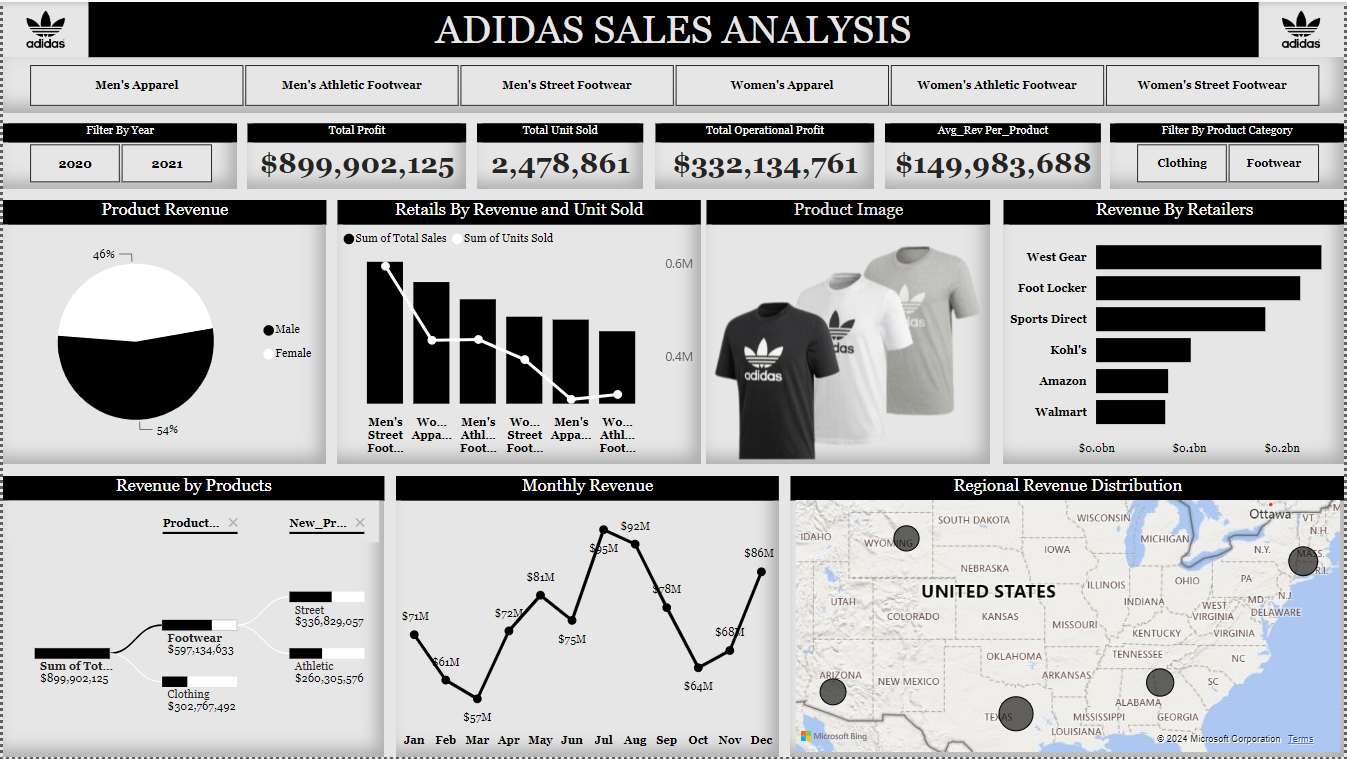 adidas
ADIDAS SALES ANALYSIS
adidas
Men's Apparel
Men's Athletic Footwear
Men's Street Footwear
Women's Apparel
Women's Athletic Footwear
Women's Street Footwear
Filter By Year
2020
2021
Total Profit
$899,902,125
Total Unit Sold
2,478,861
Total Operational Profit
$332,134,761
Avg_Rev Per_Product
$149,983,688
Filter By Product Category
Clothing
Footwear
Product Revenue
46%
54%
Male
Female
Retails By Revenue and Unit Sold
Sum of Total Sales
Sum of Units Sold
0.6M
0.4M
Men's
Street
Foot...
Wo...
Appa...
Men's
Athl...
Foot...
Wo...
Street
Foot...
Men's
Appa...
Wo...
Athl...
Foot...
Product Image
adidas
das
Revenue By Retailers
West Gear
Foot Locker
Sports Direct
Kohl's
Amazon
Walmart
$0.0bn
$0.1bn
$0.2bn
Revenue by Products
Product...
New_Pr...
Sum of Tot...
$899,902,125
Footwear
$597,134,633
Clothing
$302,767,492
Street
$336,829,057
Athletic
$260,305,576
Monthly Revenue
$71M
$61M
$57M
$72M
$81M
$75M
$95M
$92M
$78M
$64M
$68M
$86M
Jan
Feb
Mar
Apr
May
Jun
Jul
Aug
Sep
Oct
Nov
Dec
Regional Revenue Distribution
Ottawa
SOUTH DAKOTA
WISCONSIN
VT.
N.H.
IDAHO
WYOMING
MICHIGAN
N.Y.
MASS.
R.I.
IOWA
NEBRASKA
UNITED STATES
ILLINOIS
OHIO
PA
N.J.
UTAH
INDIANA
MD.
DELAWARE
COLORADO
KANSAS
MISSOURI
WEST
VIRGINIA
KENTUCKY
VIRGINIA
OKLAHOMA
TENNESSEE
NC
ARIZONA
NEW MEXICO
ARKANSAS
SC
ALABAMA
TEXAS
MISSISSIPPI
GEORGIA
LOUISIANA
Microsoft Bing
© 2024 Microsoft Corporation
Terms